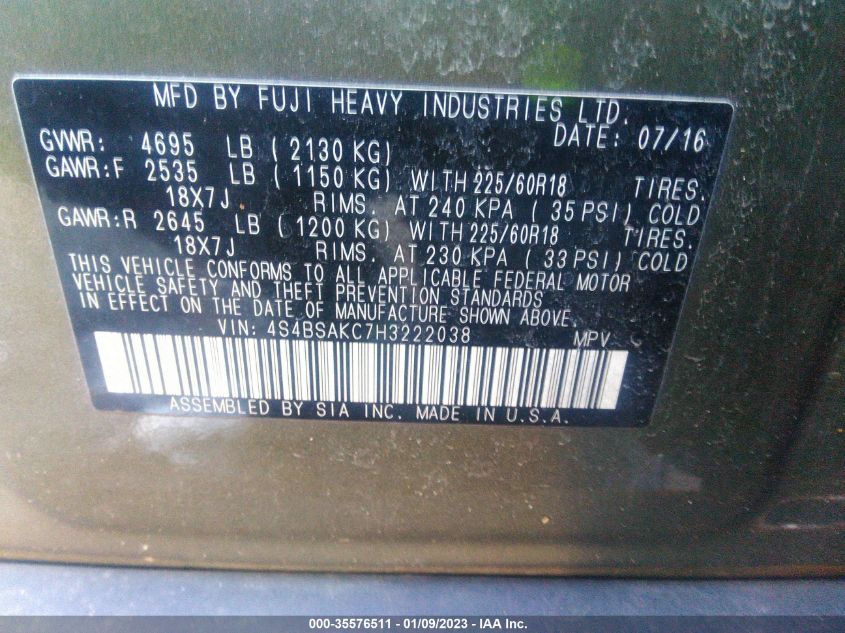 MFD BY FUJI HEAVY INDUSTRIES LTD.
DATE: 07/16
GVWR: 4695 LB ( 2130 KG)
GAWR:F 2535 LB ( 1150 KG) WITH 225/60R18 TIRES.
18X7J RIMS. AT 240 KPA ( 35 PSI) COLD
GAWR:R 2645 LB ( 1200 KG) WITH 225/60R18 TIRES.
18X7J RIMS. AT 230 KPA ( 33 PSI) COLD
THIS VEHICLE CONFORMS TO ALL APPLICABLE FEDERAL MOTOR
VEHICLE SAFETY AND THEFT PREVENTION STANDARDS
IN EFFECT ON THE DATE OF MANUFACTURE SHOWN ABOVE.
VIN: 4S4BSAKC7H3222038 MPV
ASSEMBLED BY SIA INC. MADE IN U.S.A.
000-35576511 - 01/09/2023 - IAA Inc.